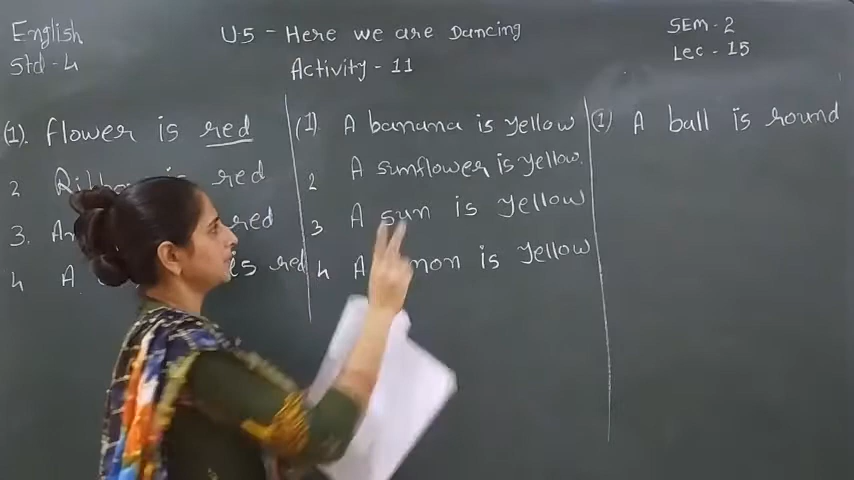 English
Std - 4
U.5 - Here we are Dancing
Activity - 11
SEM - 2
Lec - 15
(1). flower is red
2 is red
3. red
4 A is red
(1). A banana is yellow
2 A sunflower is yellow.
3 A sun is yellow
4 A is yellow
(1) A ball is round